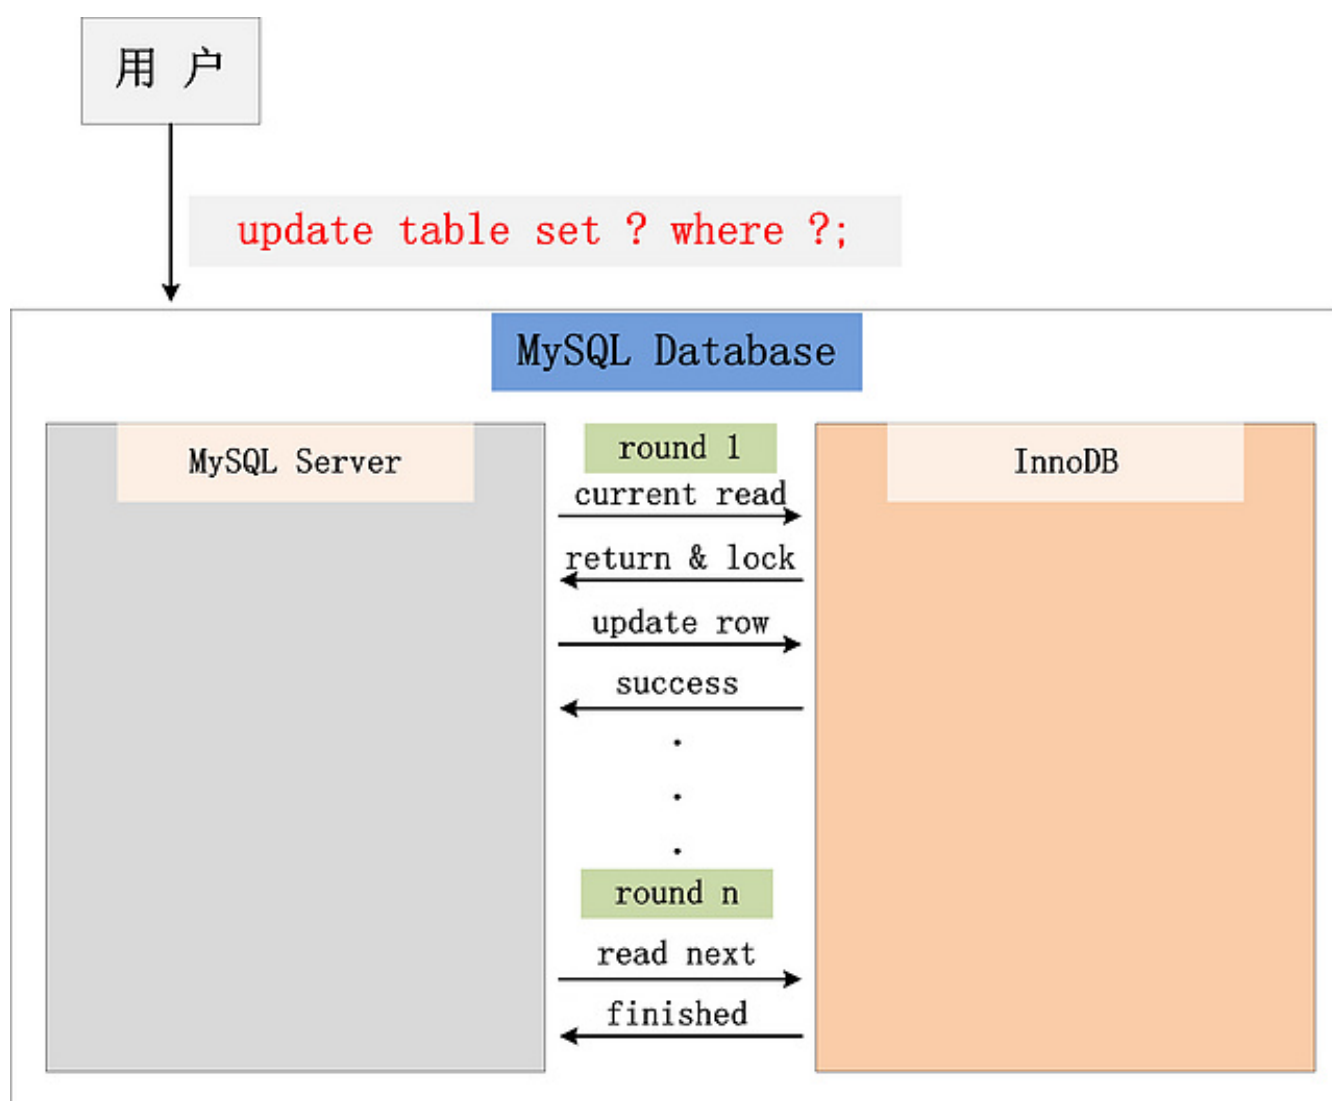 用 户
update table set ? where ?;
MySQL Database
MySQL Server
round 1
InnoDB
current read
return & lock
update row
success
.
.
.
round n
read next
finished